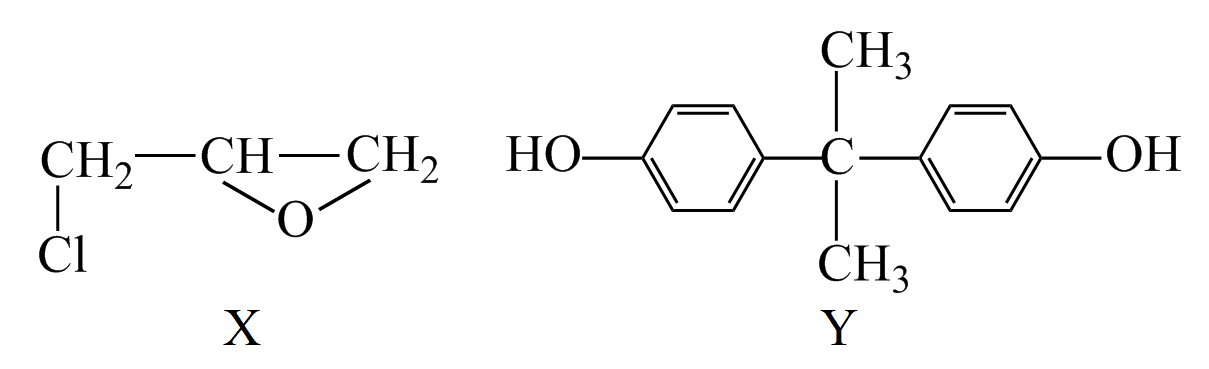 CH₃
CH₂ CH CH₂ HO C OH
O
Cl
CH₃
X Y